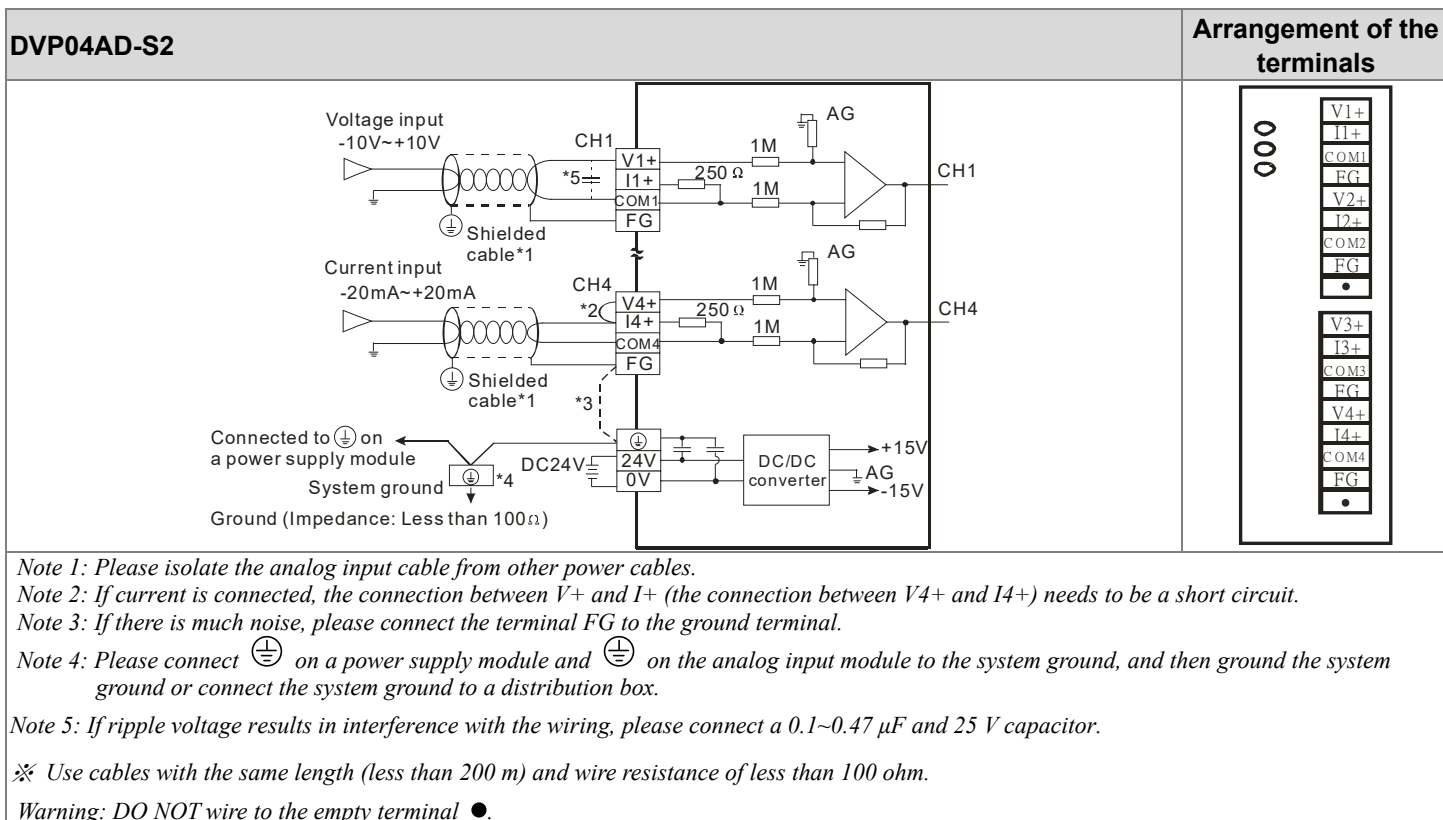 DVP04AD-S2
Arrangement of the
terminals
Voltage input
-10V~+10V
CH1
V1+
I1+
COM1
FG
*5
250 Ω
1M
1M
AG
CH1
Shielded
cable*1
Current input
-20mA~+20mA
CH4
*2
V4+
I4+
COM4
FG
250 Ω
1M
1M
AG
CH4
Shielded
cable*1
*3
Connected to ⏚ on
a power supply module
System ground
*4
Ground (Impedance: Less than 100Ω)
DC24V
24V
0V
DC/DC
converter
+15V
AG
-15V
V1+
I1+
COM1
FG
V2+
I2+
COM2
FG
●
V3+
I3+
COM3
FG
V4+
I4+
COM4
FG
●
Note 1: Please isolate the analog input cable from other power cables.
Note 2: If current is connected, the connection between V+ and I+ (the connection between V4+ and I4+) needs to be a short circuit.
Note 3: If there is much noise, please connect the terminal FG to the ground terminal.
Note 4: Please connect ⏚ on a power supply module and ⏚ on the analog input module to the system ground, and then ground the system
ground or connect the system ground to a distribution box.
Note 5: If ripple voltage results in interference with the wiring, please connect a 0.1~0.47 μF and 25 V capacitor.
※ Use cables with the same length (less than 200 m) and wire resistance of less than 100 ohm.
Warning: DO NOT wire to the empty terminal ●.